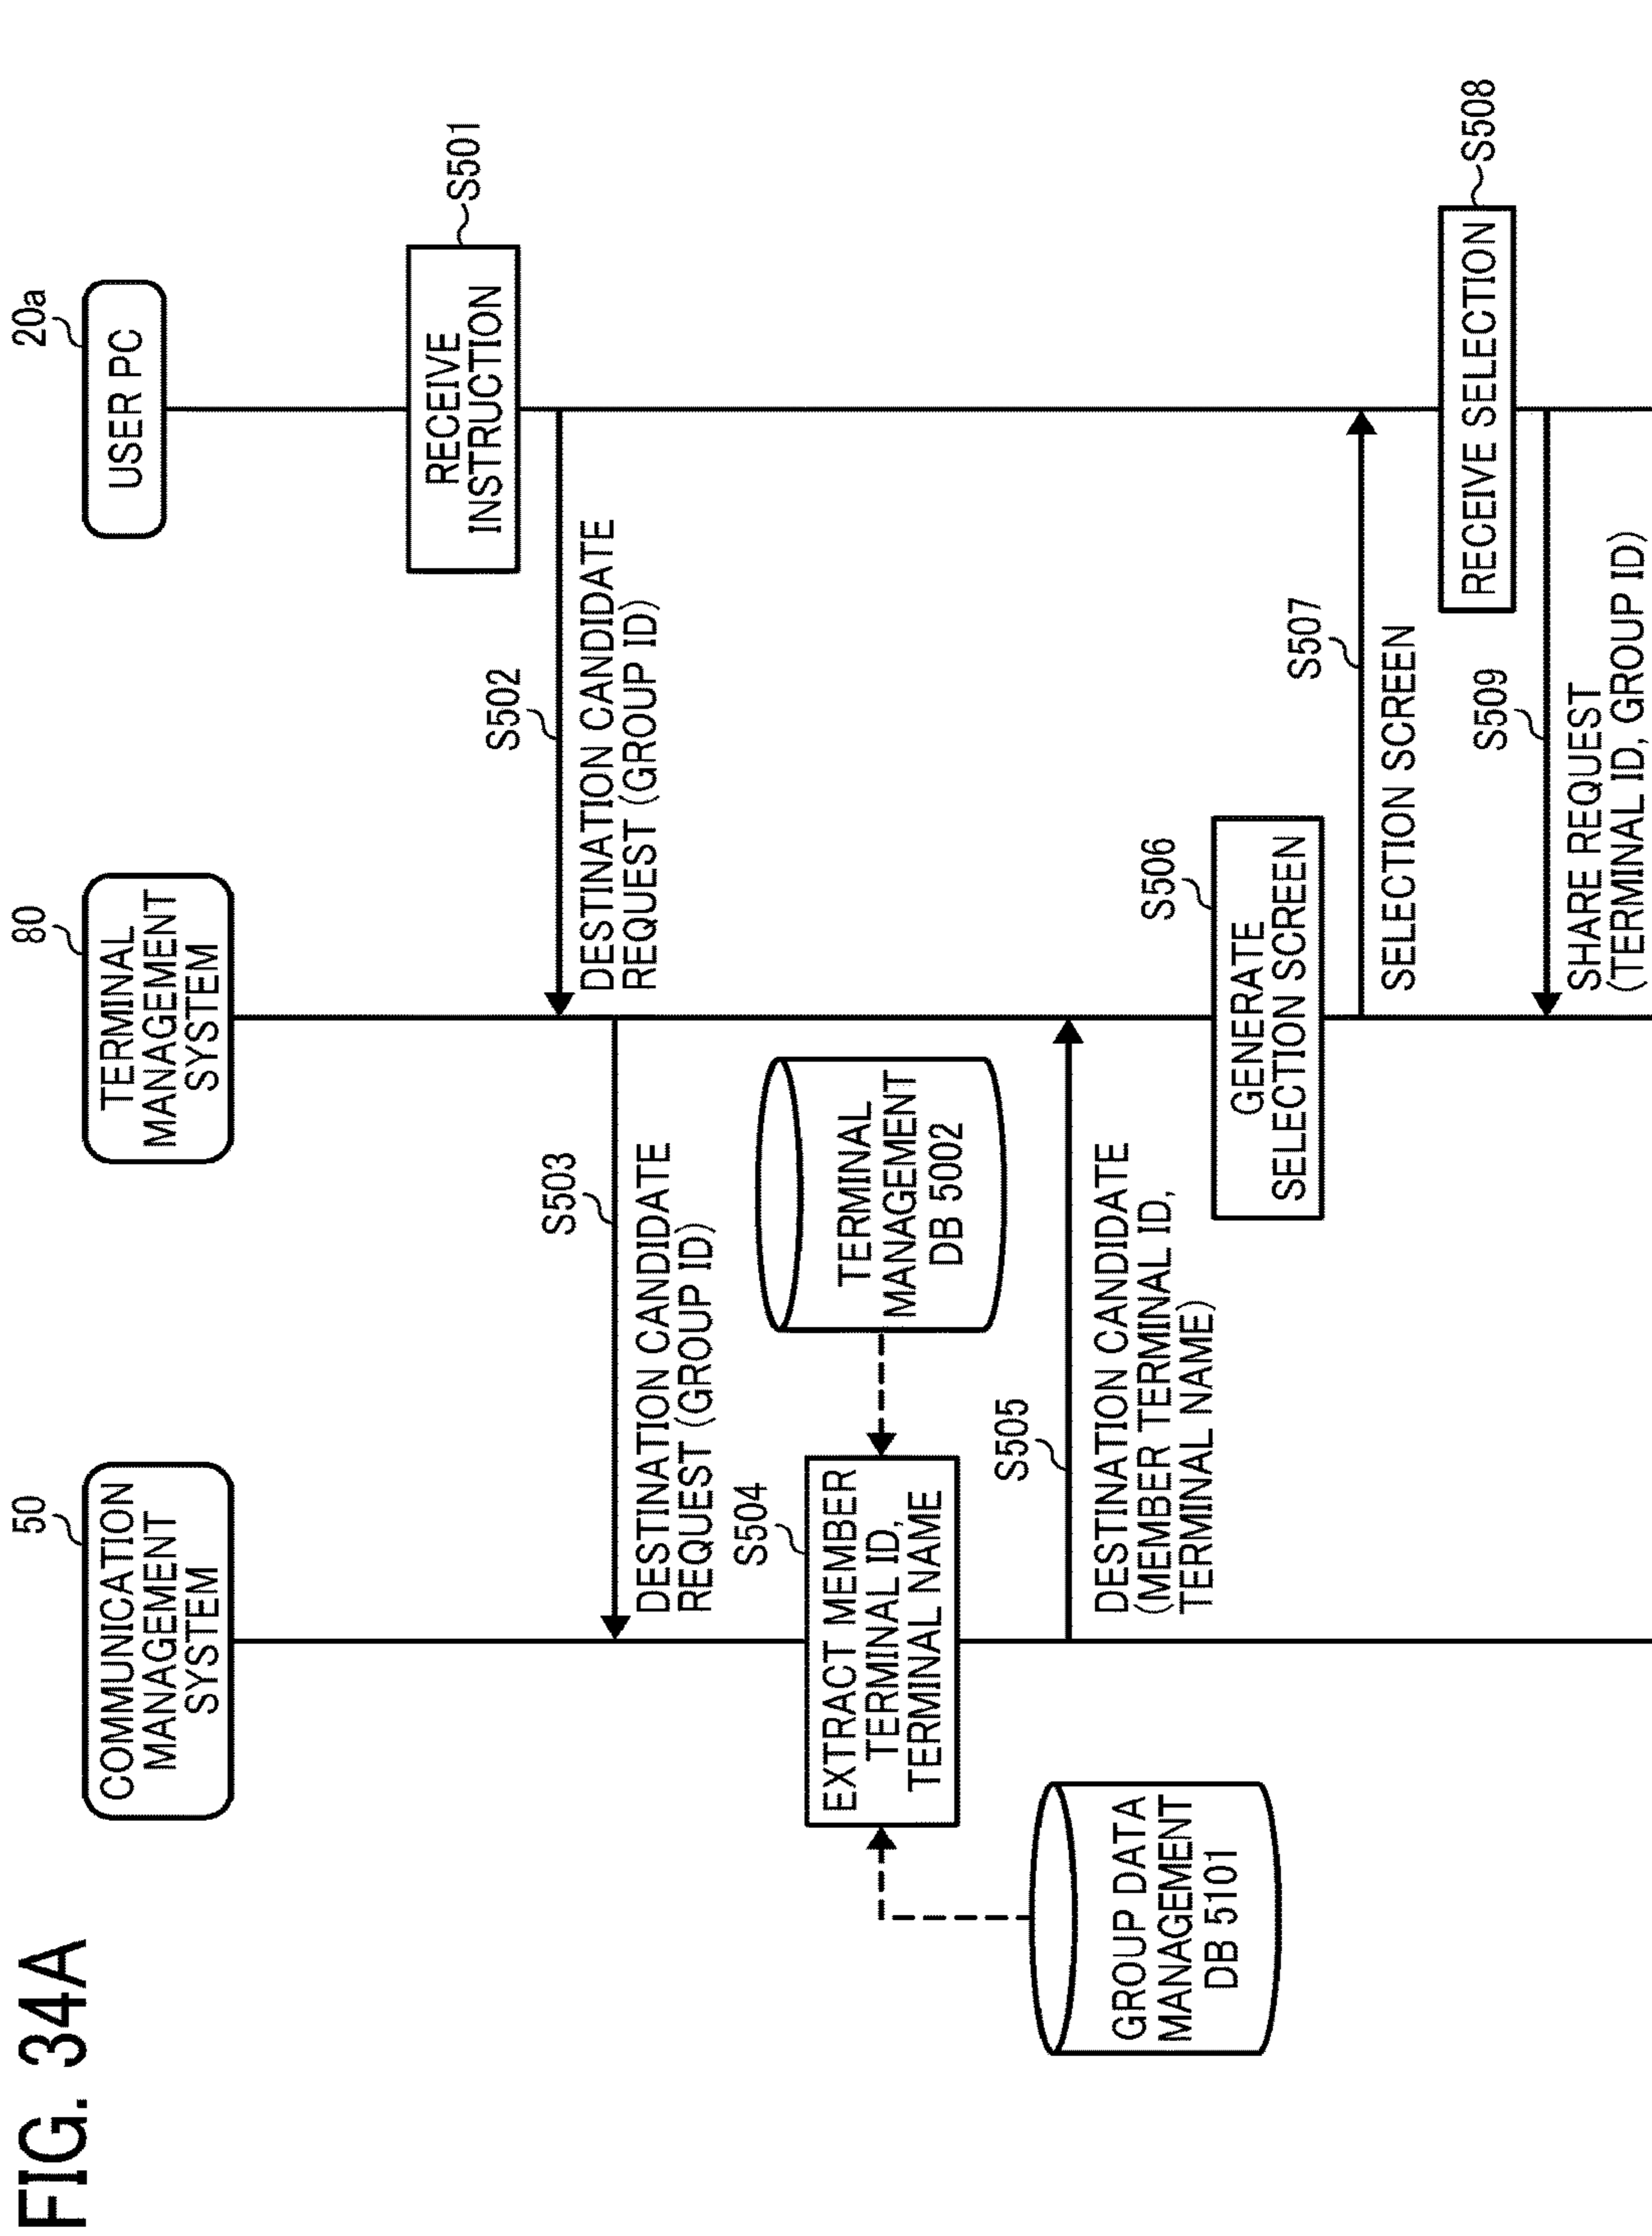 FIG. 34A
50
COMMUNICATION
MANAGEMENT
SYSTEM
80
TERMINAL
MANAGEMENT
SYSTEM
20a
USER PC
RECEIVE
INSTRUCTION
S501
S502
DESTINATION CANDIDATE
REQUEST (GROUP ID)
S503
DESTINATION CANDIDATE
REQUEST (GROUP ID)
S504
EXTRACT MEMBER
TERMINAL ID,
TERMINAL NAME
TERMINAL
MANAGEMENT
DB 5002
GROUP DATA
MANAGEMENT
DB 5101
S505
DESTINATION CANDIDATE
(MEMBER TERMINAL ID,
TERMINAL NAME)
S506
GENERATE
SELECTION SCREEN
S507
SELECTION SCREEN
RECEIVE SELECTION
S508
S509
SHARE REQUEST
(TERMINAL ID, GROUP ID)